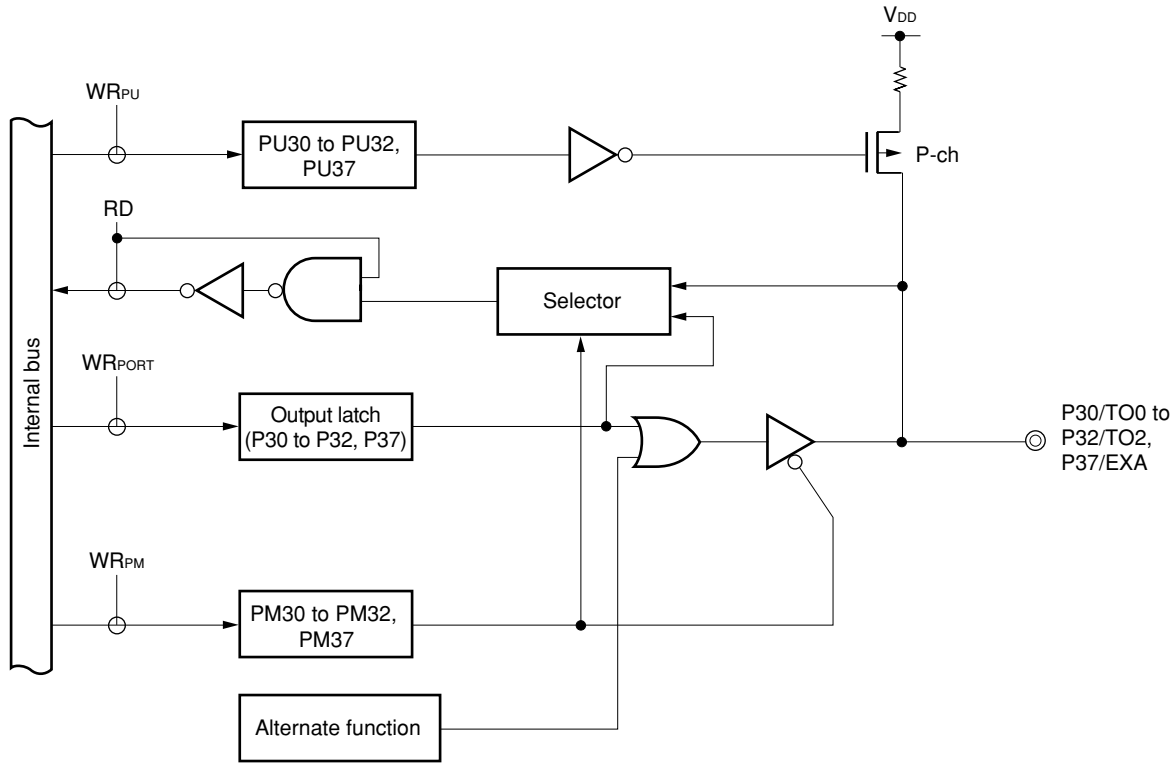 VDD
WRPU
PU30 to PU32,
PU37
P-ch
RD
Selector
Internal bus
WRPORT
Output latch
(P30 to P32, P37)
P30/TO0 to
P32/TO2,
P37/EXA
WRPM
PM30 to PM32,
PM37
Alternate function